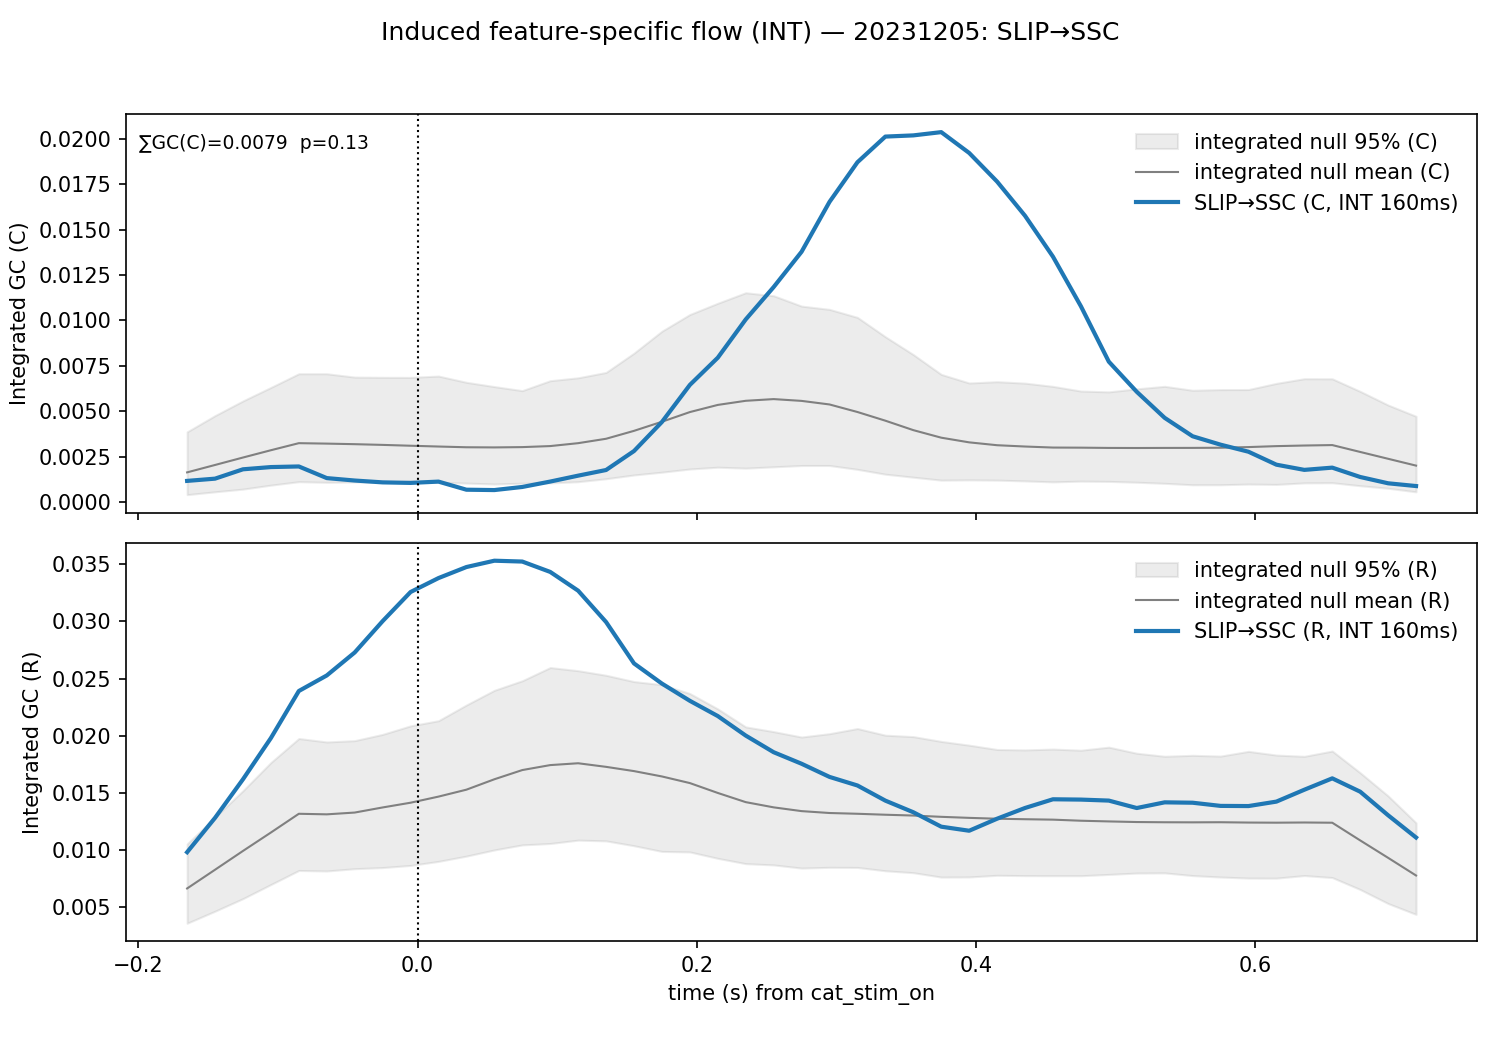 Induced feature-specific flow (INT) — 20231205: SLIP→SSC
∑GC(C)=0.0079  p=0.13
integrated null 95% (C)
integrated null mean (C)
SLIP→SSC (C, INT 160ms)
Integrated GC (C)
0.0200
0.0175
0.0150
0.0125
0.0100
0.0075
0.0050
0.0025
0.0000
integrated null 95% (R)
integrated null mean (R)
SLIP→SSC (R, INT 160ms)
Integrated GC (R)
0.035
0.030
0.025
0.020
0.015
0.010
0.005
−0.2 0.0 0.2 0.4 0.6
time (s) from cat_stim_on